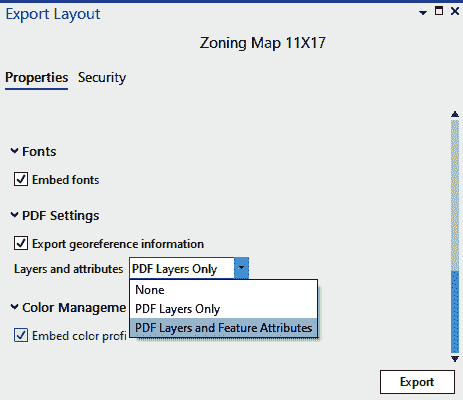 Export Layout
Zoning Map 11X17
Properties Security
Fonts
Embed fonts
PDF Settings
Export georeference information
Layers and attributes PDF Layers Only
None
PDF Layers Only
PDF Layers and Feature Attributes
Color Manageme
Embed color profi
Export